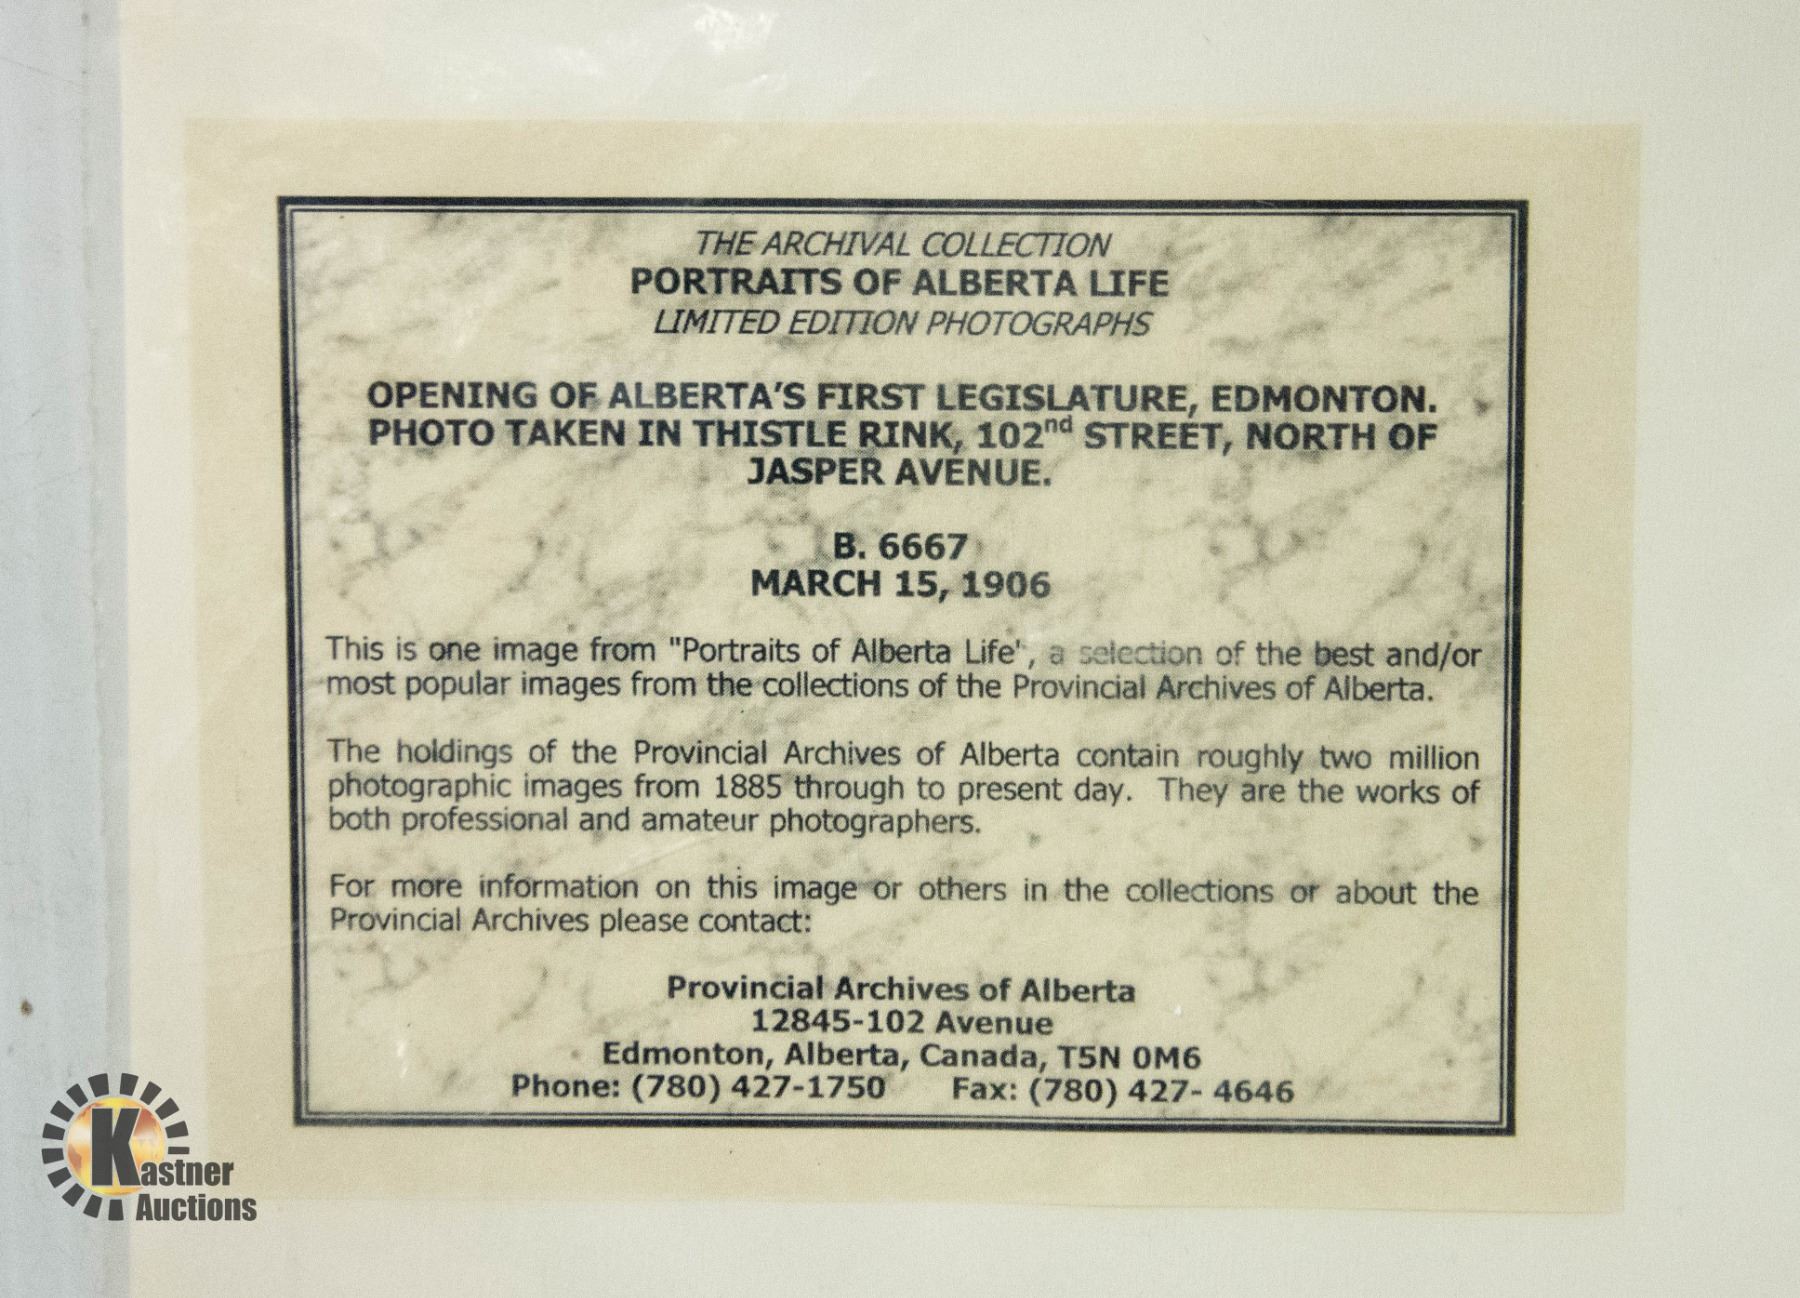 THE ARCHIVAL COLLECTION
PORTRAITS OF ALBERTA LIFE
LIMITED EDITION PHOTOGRAPHS
OPENING OF ALBERTA'S FIRST LEGISLATURE, EDMONTON.
PHOTO TAKEN IN THISTLE RINK, 102nd STREET, NORTH OF
JASPER AVENUE.
B. 6667
MARCH 15, 1906
This is one image from "Portraits of Alberta Life", a selection of the best and/or
most popular images from the collections of the Provincial Archives of Alberta.
The holdings of the Provincial Archives of Alberta contain roughly two million
photographic images from 1885 through to present day. They are the works of
both professional and amateur photographers.
For more information on this image or others in the collections or about the
Provincial Archives please contact:
Provincial Archives of Alberta
12845-102 Avenue
Edmonton, Alberta, Canada, T5N 0M6
Phone: (780) 427-1750 Fax: (780) 427- 4646
Kastner
Auctions